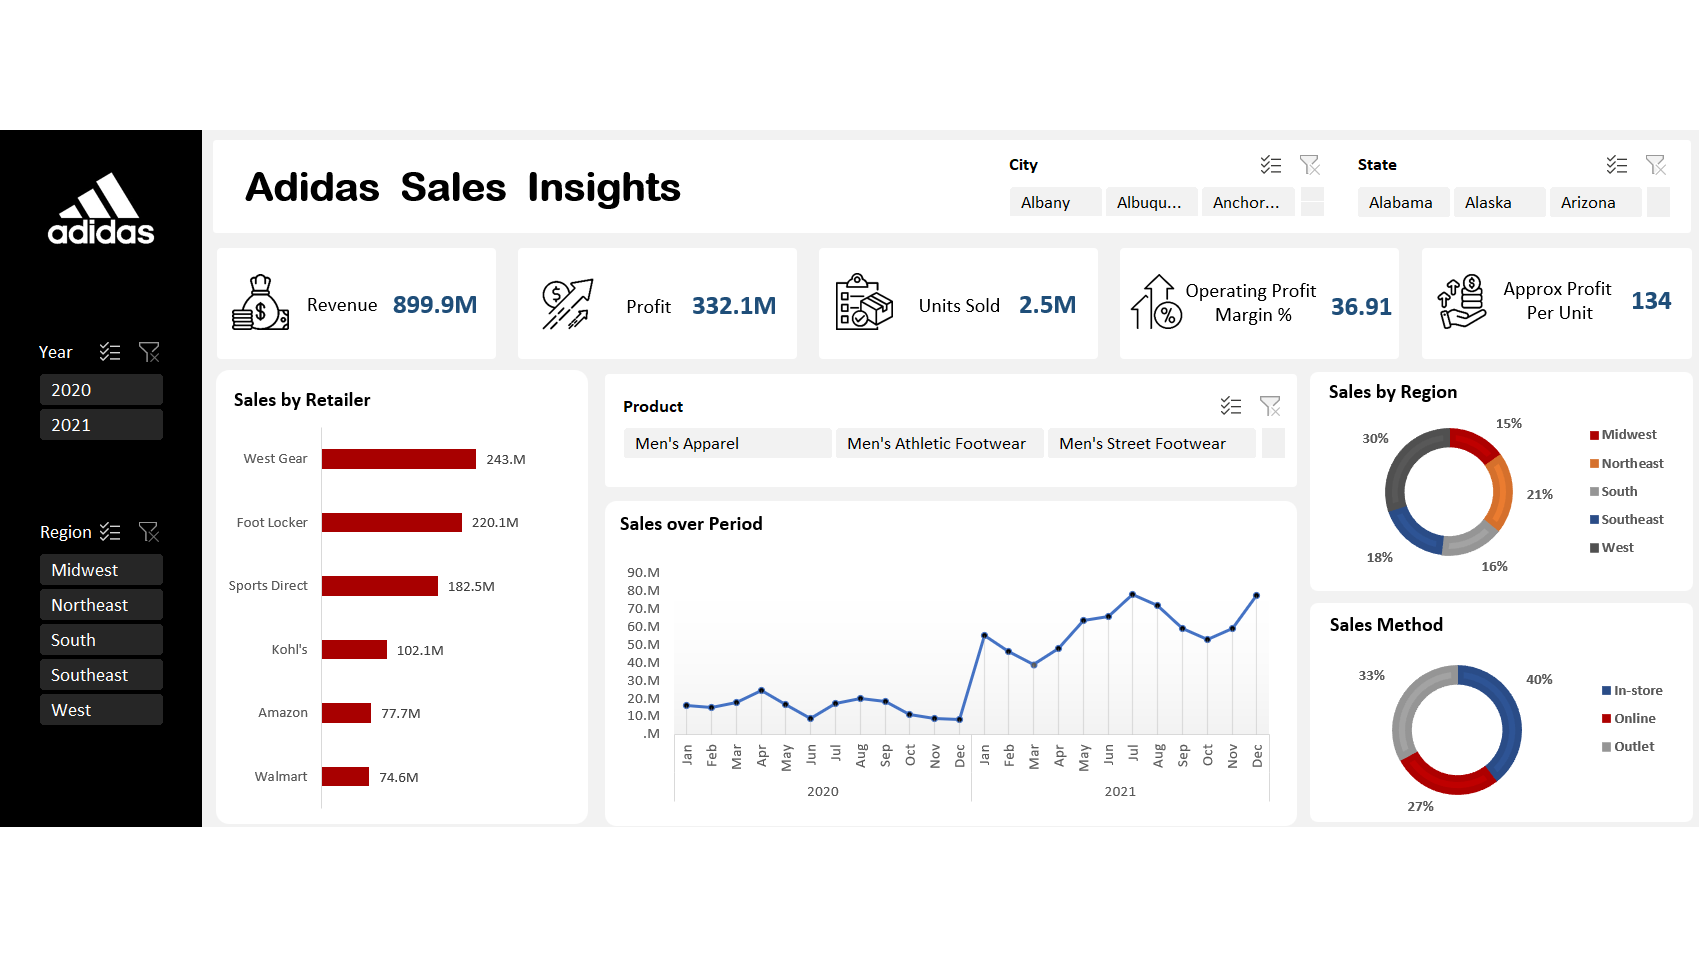 adidas
Year
2020
2021
Region
Midwest
Northeast
South
Southeast
West
Adidas Sales Insights
City
Albany
Albuqu...
Anchor...
State
Alabama
Alaska
Arizona
Revenue 899.9M
Profit 332.1M
Units Sold 2.5M
Operating Profit
Margin %
36.91
Approx Profit
Per Unit
134
Sales by Retailer
West Gear 243.M
Foot Locker 220.1M
Sports Direct 182.5M
Kohl's 102.1M
Amazon 77.7M
Walmart 74.6M
Product
Men's Apparel
Men's Athletic Footwear
Men's Street Footwear
Sales over Period
90.M
80.M
70.M
60.M
50.M
40.M
30.M
20.M
10.M
.M
Jan Feb Mar Apr May Jun Jul Aug Sep Oct Nov Dec Jan Feb Mar Apr May Jun Jul Aug Sep Oct Nov Dec
2020 2021
Sales by Region
15%
21%
16%
18%
30%
Midwest
Northeast
South
Southeast
West
Sales Method
40%
27%
33%
In-store
Online
Outlet